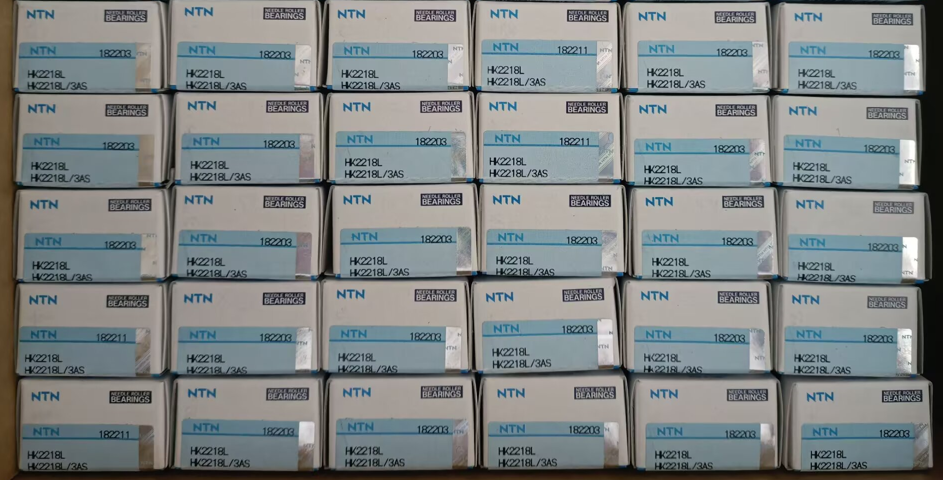 NTN NEEDLE ROLLER BEARINGS
NTN 182203
HK2218L
HK2218L/3AS
NTN NEEDLE ROLLER BEARINGS
NTN 182203
HK2218L
HK2218L/3AS
NTN NEEDLE ROLLER BEARINGS
NTN 182203
HK2218L
HK2218L/3AS
NTN NEEDLE ROLLER BEARINGS
NTN 182211
HK2218L
HK2218L/3AS
NTN NEEDLE ROLLER BEARINGS
NTN 182203
HK2218L
HK2218L/3AS
NTN NEEDLE ROLLER BEARINGS
NTN 182203
HK2218L
HK2218L/3AS
NTN NEEDLE ROLLER BEARINGS
NTN 182203
HK2218L
HK2218L/3AS
NTN NEEDLE ROLLER BEARINGS
NTN 182203
HK2218L
HK2218L/3AS
NTN NEEDLE ROLLER BEARINGS
NTN 182203
HK2218L
HK2218L/3AS
NTN NEEDLE ROLLER BEARINGS
NTN 182211
HK2218L
HK2218L/3AS
NTN NEEDLE ROLLER BEARINGS
NTN 182203
HK2218L
HK2218L/3AS
NTN NEEDLE ROLLER BEARINGS
NTN 182203
HK2218L
HK2218L/3AS
NTN NEEDLE ROLLER BEARINGS
NTN 182203
HK2218L
HK2218L/3AS
NTN NEEDLE ROLLER BEARINGS
NTN 182203
HK2218L
HK2218L/3AS
NTN NEEDLE ROLLER BEARINGS
NTN 182203
HK2218L
HK2218L/3AS
NTN NEEDLE ROLLER BEARINGS
NTN 182203
HK2218L
HK2218L/3AS
NTN NEEDLE ROLLER BEARINGS
NTN 182203
HK2218L
HK2218L/3AS
NTN NEEDLE ROLLER BEARINGS
NTN 182203
HK2218L
HK2218L/3AS
NTN NEEDLE ROLLER BEARINGS
NTN 182211
HK2218L
HK2218L/3AS
NTN NEEDLE ROLLER BEARINGS
NTN 182203
HK2218L
HK2218L/3AS
NTN NEEDLE ROLLER BEARINGS
NTN 182203
HK2218L
HK2218L/3AS
NTN NEEDLE ROLLER BEARINGS
NTN 182203
HK2218L
HK2218L/3AS
NTN NEEDLE ROLLER BEARINGS
NTN 182203
HK2218L
HK2218L/3AS
NTN NEEDLE ROLLER BEARINGS
NTN 182203
HK2218L
HK2218L/3AS
NTN NEEDLE ROLLER BEARINGS
NTN 182211
HK2218L
HK2218L/3AS
NTN NEEDLE ROLLER BEARINGS
NTN 182203
HK2218L
HK2218L/3AS
NTN NEEDLE ROLLER BEARINGS
NTN 182203
HK2218L
HK2218L/3AS
NTN NEEDLE ROLLER BEARINGS
NTN 182203
HK2218L
HK2218L/3AS
NTN NEEDLE ROLLER BEARINGS
NTN 182203
HK2218L
HK2218L/3AS
NTN NEEDLE ROLLER BEARINGS
NTN 182203
HK2218L
HK2218L/3AS